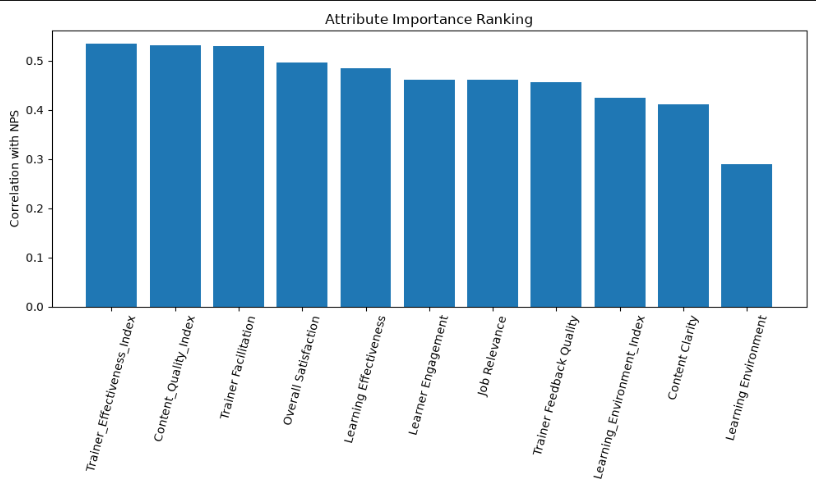 Attribute Importance Ranking
Correlation with NPS
0.5
0.4
0.3
0.2
0.1
0.0
Trainer_Effectiveness_Index
Content_Quality_Index
Trainer Facilitation
Overall Satisfaction
Learning Effectiveness
Learner Engagement
Job Relevance
Trainer Feedback Quality
Learning_Environment_Index
Content Clarity
Learning Environment